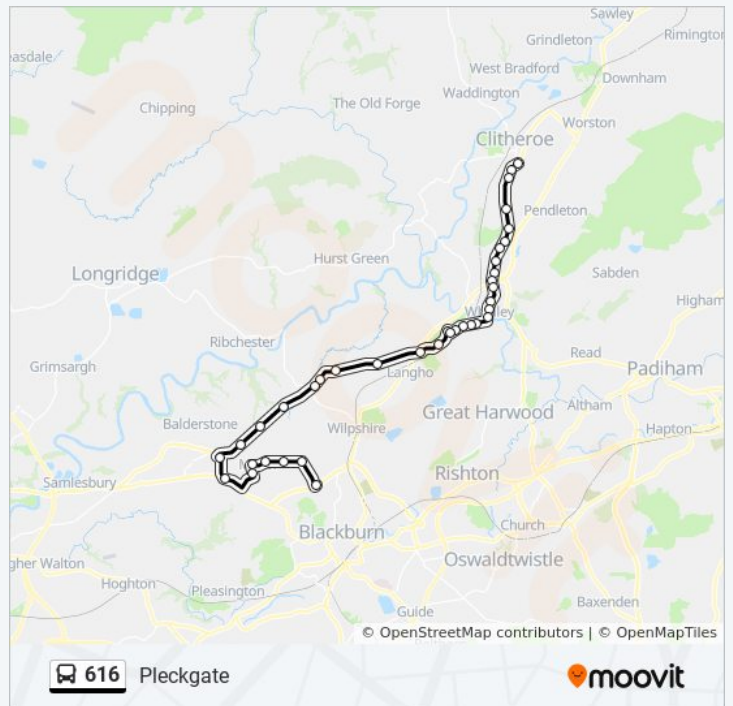 Sawley
Grindleton
Rimington
easdale
West Bradford
Downham
Waddington
Chipping
The Old Forge
Worston
Clitheroe
Pendleton
Hurst Green
Sabden
Longridge
Higham
Ribchester
Read
Grimsargh
Langho
Padiham
Altham
Great Harwood
Balderstone
Wilpshire
Hapton
Rishton
Samlesbury
Church
Blackburn
gher Walton
Oswaldtwistle
Hoghton
Pleasington
Baxenden
Guide
© OpenStreetMap contributors | © OpenMapTiles
616 Pleckgate
moovit